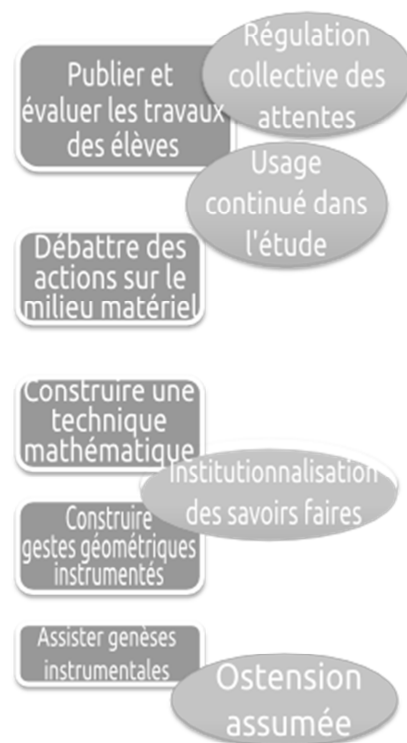 Régulation
collective des
attentes
Publier et
évaluer les travaux
des élèves
Usage
continué dans
l'étude
Débattre des
actions sur le
milieu matériel
Construire une
technique
mathématique
Institutionnalisation
des savoirs faires
Construire
gestes géométriques
instrumentés
Assister genèses
instrumentales
Ostension
assumée